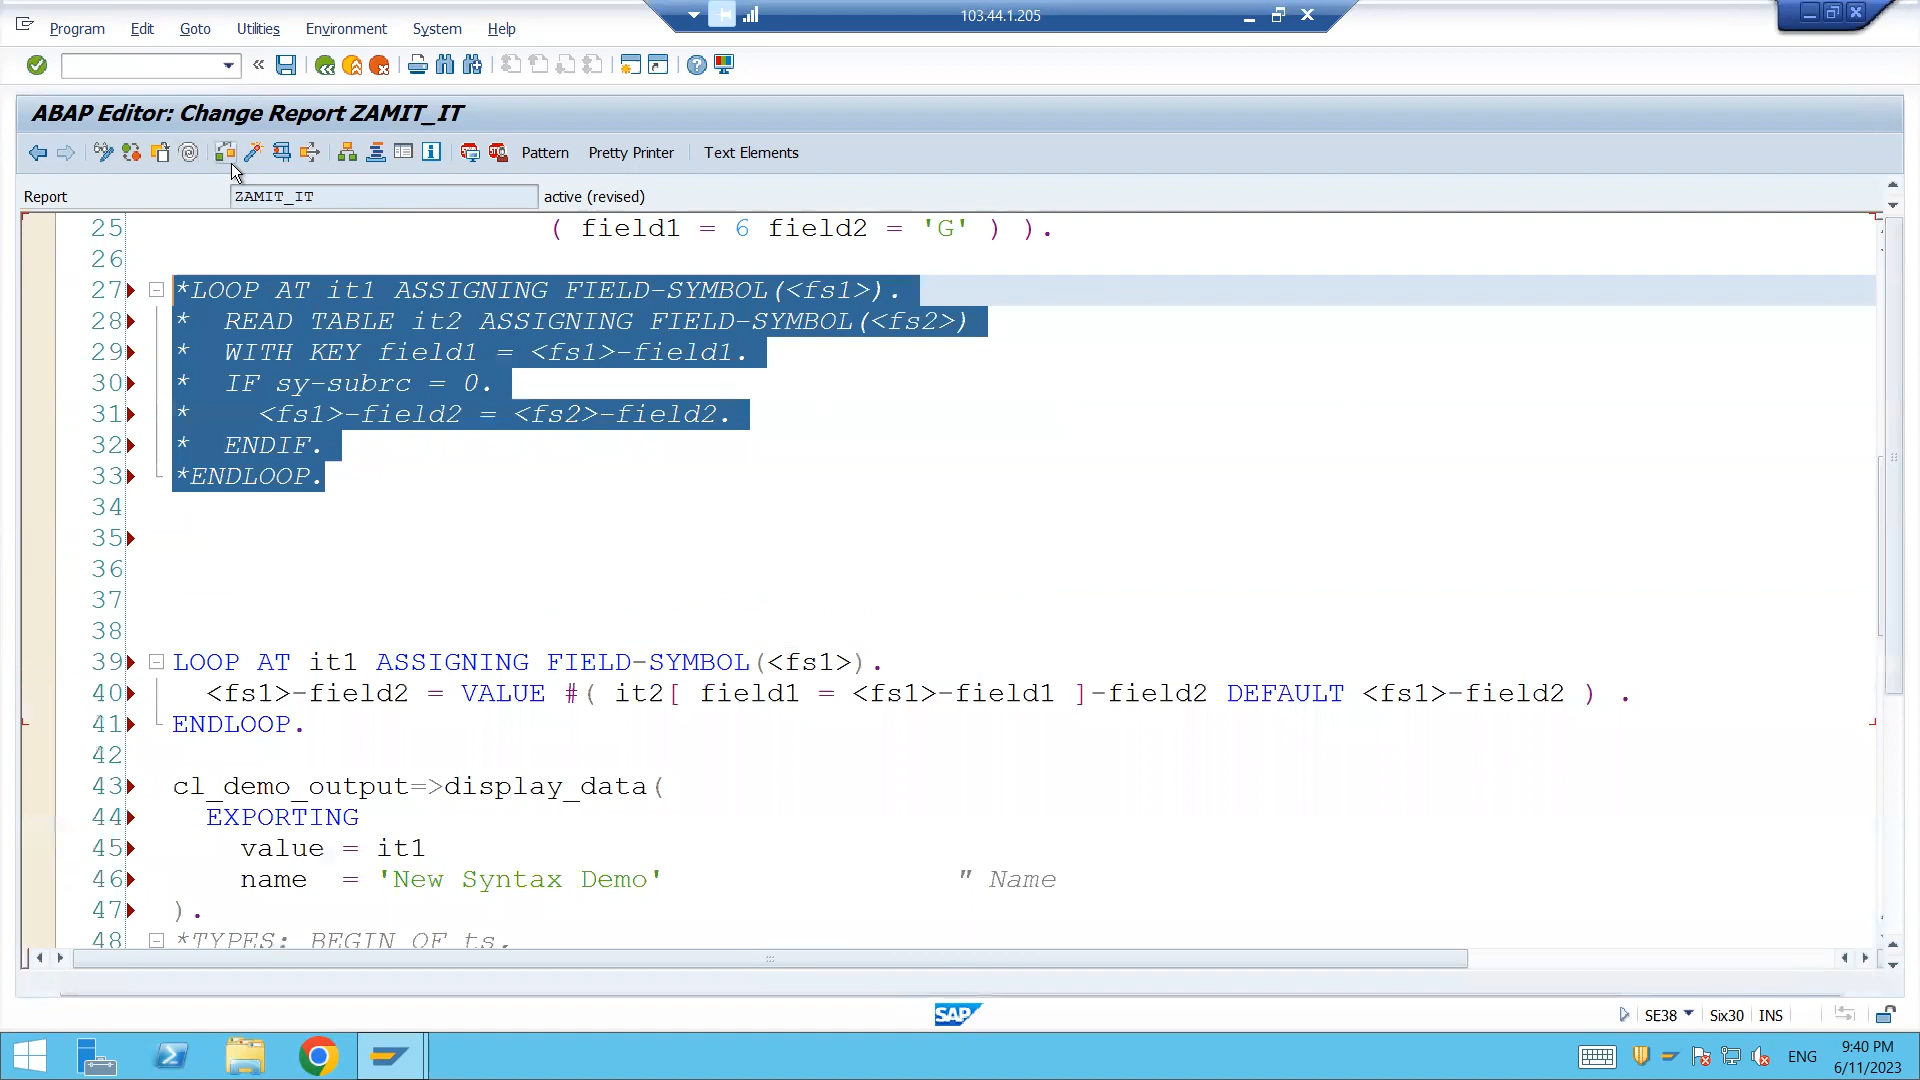 103.44.1.205
Program Edit Goto Utilities Environment System Help
ABAP Editor: Change Report ZAMIT_IT
Pattern Pretty Printer Text Elements
Report ZAMIT_IT active (revised)
25 ( field1 = 6 field2 = 'G' ) ).
26
27 *LOOP AT it1 ASSIGNING FIELD-SYMBOL(<fs1>).
28 * READ TABLE it2 ASSIGNING FIELD-SYMBOL(<fs2>)
29 * WITH KEY field1 = <fs1>-field1.
30 * IF sy-subrc = 0.
31 * <fs1>-field2 = <fs2>-field2.
32 * ENDIF.
33 *ENDLOOP.
34
35
36
37
38
39 LOOP AT it1 ASSIGNING FIELD-SYMBOL(<fs1>).
40 <fs1>-field2 = VALUE #( it2[ field1 = <fs1>-field1 ]-field2 DEFAULT <fs1>-field2 ) .
41 ENDLOOP.
42
43 cl_demo_output=>display_data(
44 EXPORTING
45 value = it1
46 name = 'New Syntax Demo' " Name
47 ).
48 *TYPES: BEGIN OF ts,
SAP
SE38 Six30 INS
ENG
9:40 PM
6/11/2023